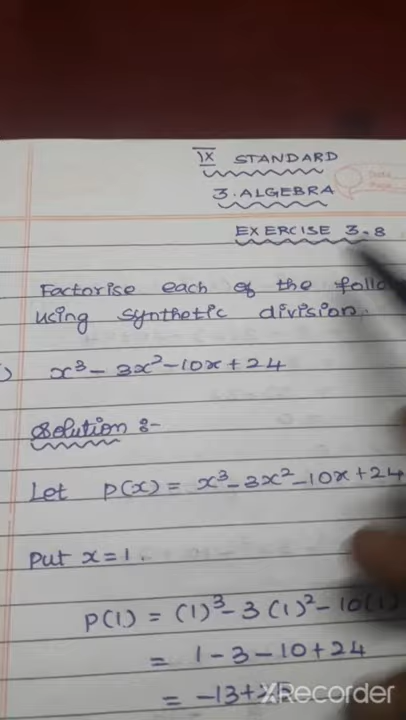 IX STANDARD
3. ALGEBRA
EXERCISE 3.8
Factorise each of the
using synthetic division.
x³ - 3x² - 10x + 24
Solution :-
Let P(x) = x³ - 3x² - 10x + 24
Put x = 1.
P(1) = (1)³ - 3 (1)² - 10(1)
= 1 - 3 - 10 + 24
= -13 +
XRecorder